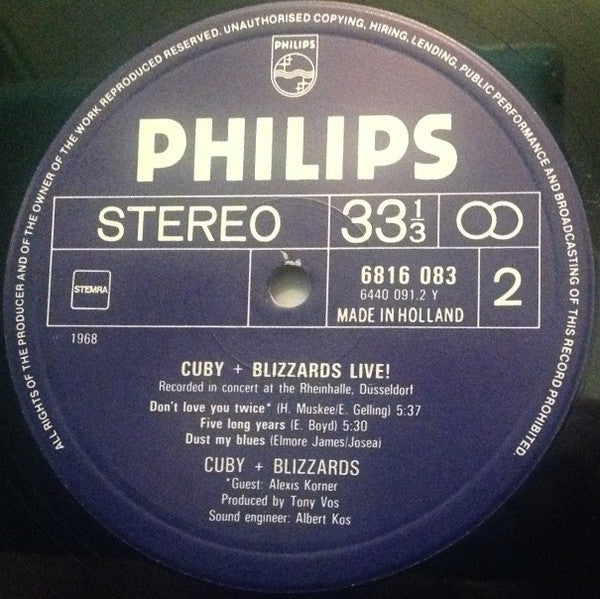 ALL RIGHTS OF THE PRODUCER AND OF THE OWNER OF THE WORK REPRODUCED RESERVED. UNAUTHORISED COPYING, HIRING, LENDING, PUBLIC PERFORMANCE AND BROADCASTING OF THIS RECORD PROHIBITED.
PHILIPS
PHILIPS
STEREO 33 1/3
STEMRA
6816 083
6440 091.2 Y
MADE IN HOLLAND
2
1968
CUBY + BLIZZARDS LIVE!
Recorded in concert at the Rheinhalle, Düsseldorf
Don't love you twice* (H. Muskee/E. Gelling) 5:37
Five long years (E. Boyd) 5:30
Dust my blues (Elmore James/Josea)
CUBY + BLIZZARDS
*Guest: Alexis Korner
Produced by Tony Vos
Sound engineer: Albert Kos